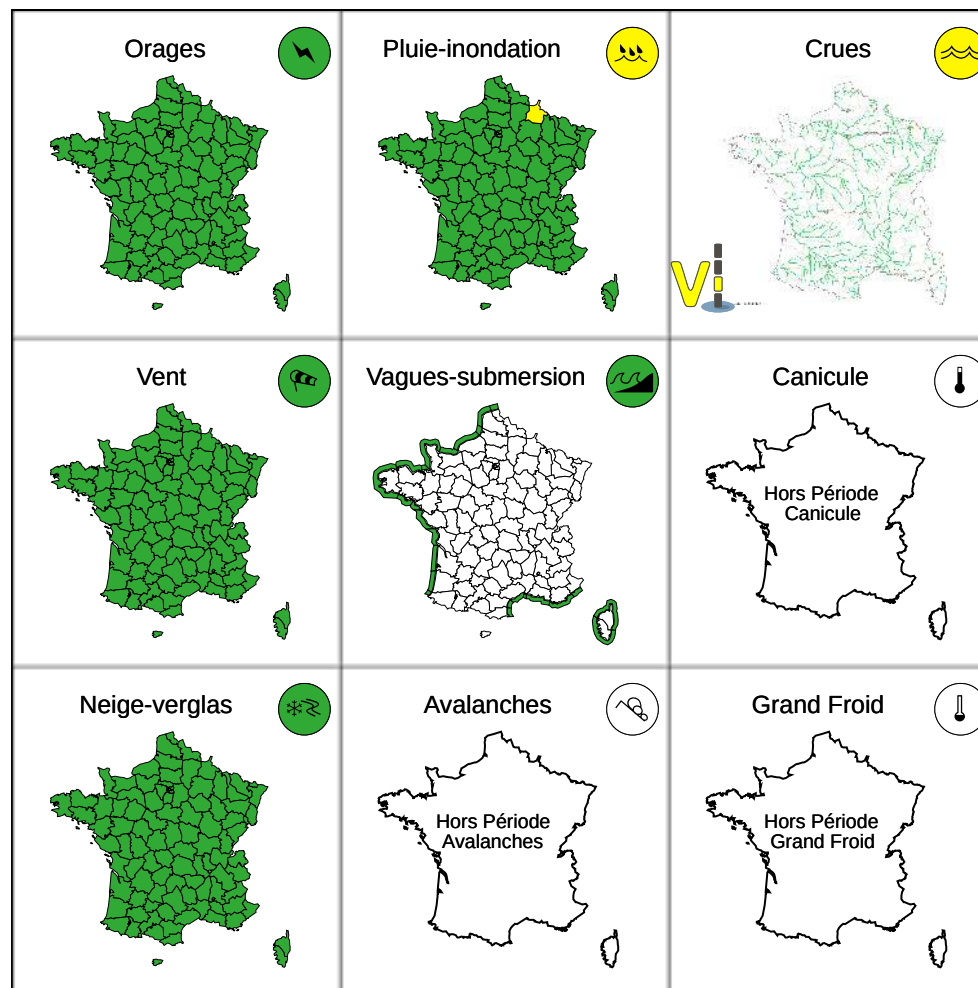 Orages
Pluie-inondation
Crues
Vi
Vent
Vagues-submersion
Canicule
Hors Période
Canicule
Neige-verglas
Avalanches
Grand Froid
Hors Période
Avalanches
Hors Période
Grand Froid